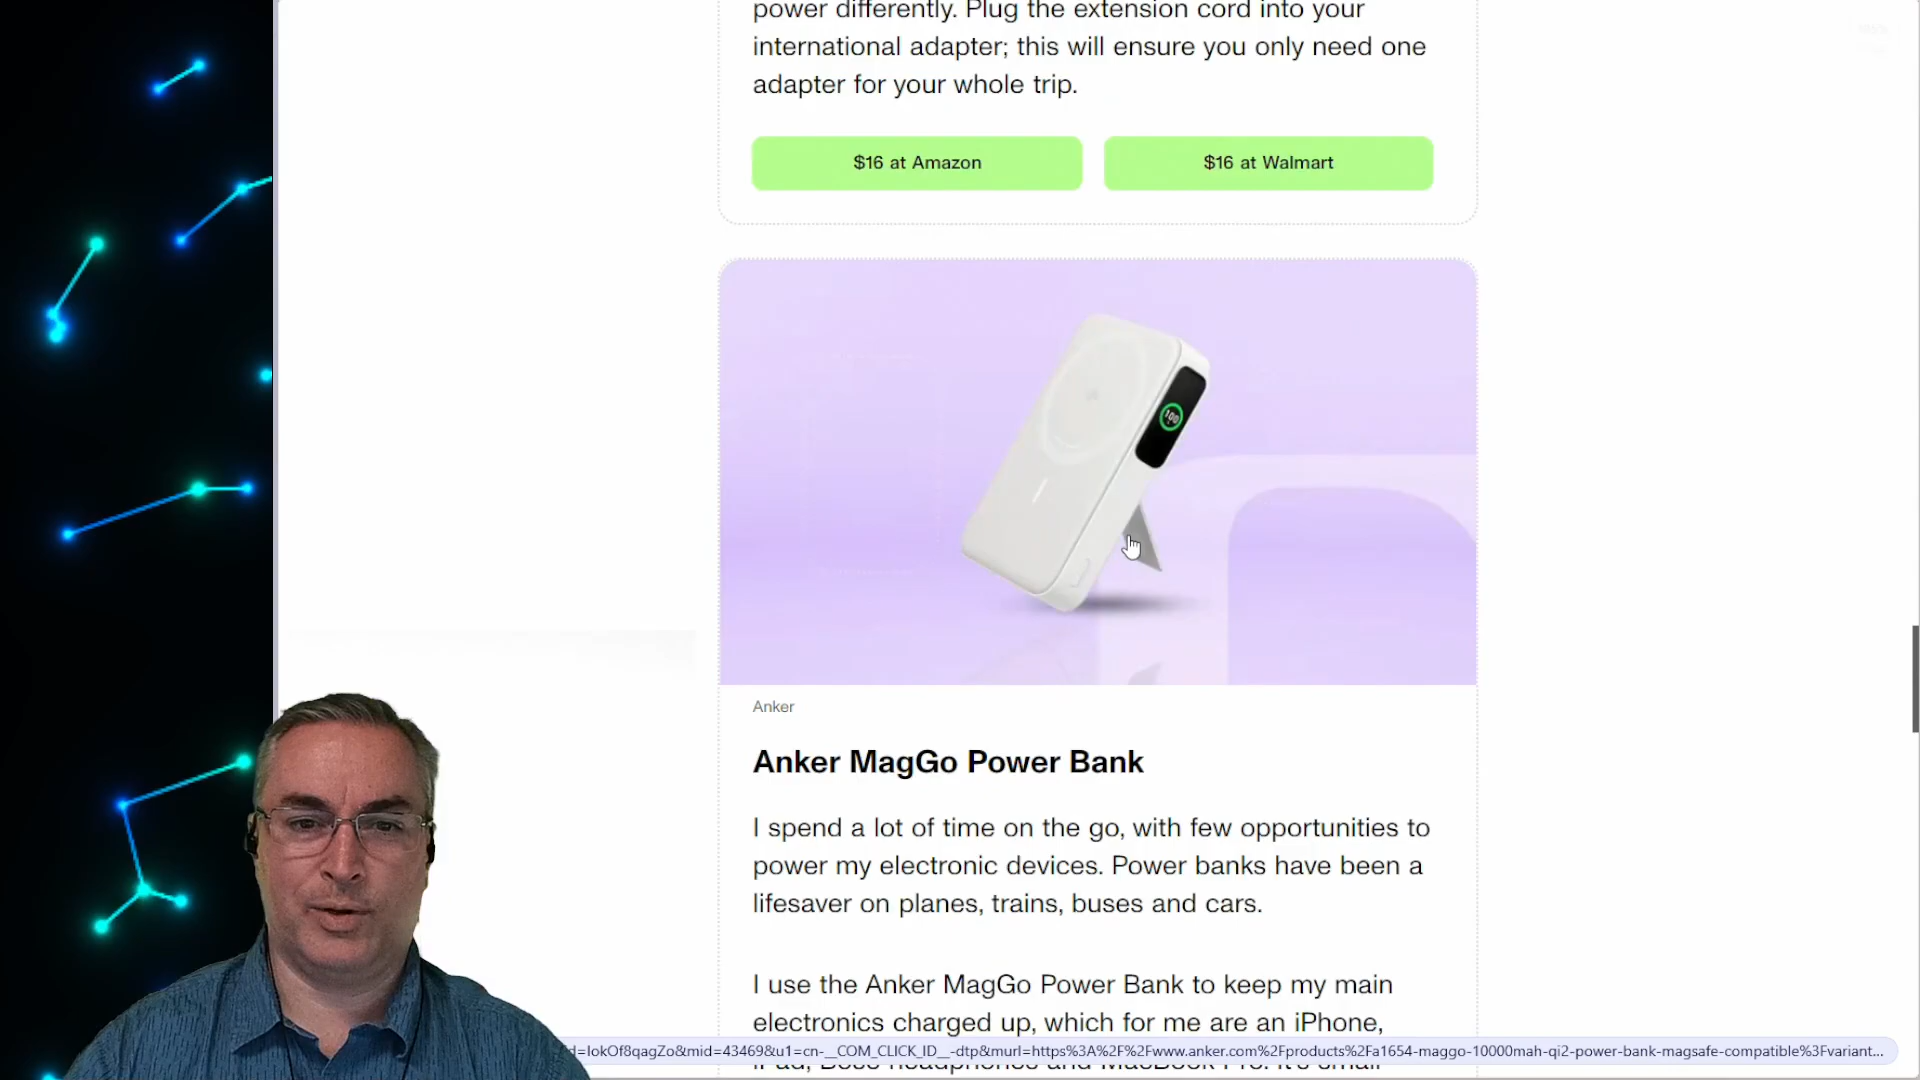 power differently. Plug the extension cord into your
international adapter; this will ensure you only need one
adapter for your whole trip.
$16 at Amazon
$16 at Walmart
100
Anker
Anker MagGo Power Bank
I spend a lot of time on the go, with few opportunities to
power my electronic devices. Power banks have been a
lifesaver on planes, trains, buses and cars.
I use the Anker MagGo Power Bank to keep my main
electronics charged up, which for me are an iPhone,
d=IokOf8qagZo&mid=43469&u1=cn-__COM_CLICK_ID__-dtp&murl=https%3A%2F%2Fwww.anker.com%2Fproducts%2Fa1654-maggo-10000mah-qi2-power-bank-magsafe-compatible%3Fvariant...